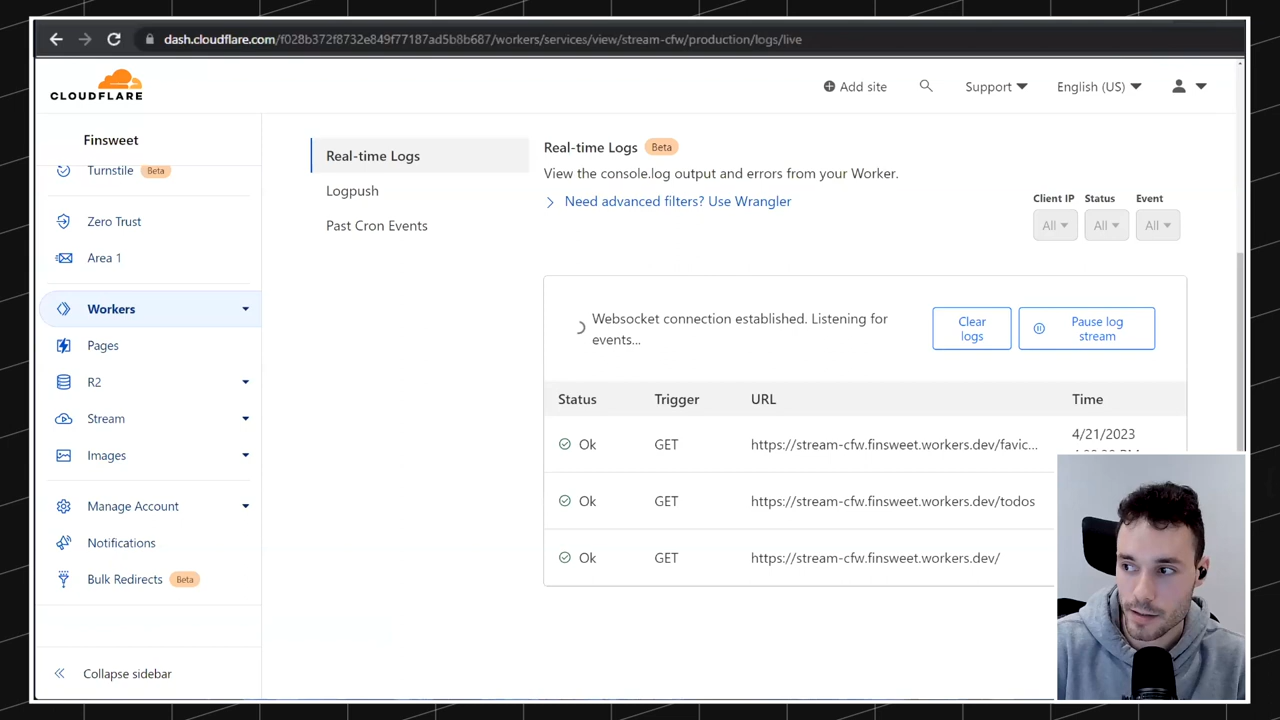 dash.cloudflare.com/f028b372f8732e849f77187ad5b8b687/workers/services/view/stream-cfw/production/logs/live
CLOUDFLARE
Add site
Support
English (US)
Finsweet
Turnstile Beta
Zero Trust
Area 1
Workers
Pages
R2
Stream
Images
Manage Account
Notifications
Bulk Redirects Beta
Collapse sidebar
Real-time Logs
Logpush
Past Cron Events
Real-time Logs Beta
View the console.log output and errors from your Worker.
Need advanced filters? Use Wrangler
Client IP Status Event
All All All
Websocket connection established. Listening for
events...
Clear
logs
Pause log
stream
Status Trigger URL Time
Ok GET https://stream-cfw.finsweet.workers.dev/favic... 4/21/2023
Ok GET https://stream-cfw.finsweet.workers.dev/todos
Ok GET https://stream-cfw.finsweet.workers.dev/